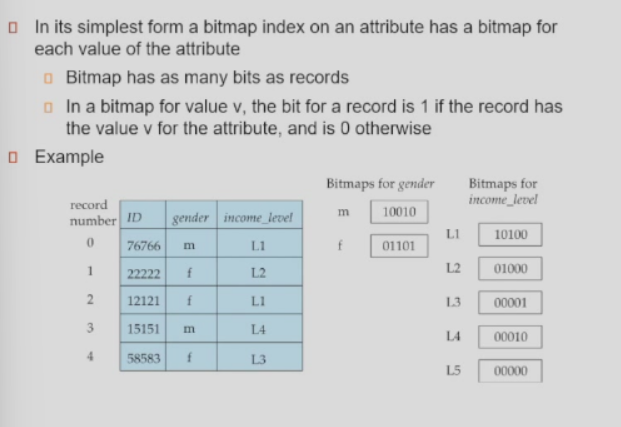 In its simplest form a bitmap index on an attribute has a bitmap for
each value of the attribute
Bitmap has as many bits as records
In a bitmap for value v, the bit for a record is 1 if the record has
the value v for the attribute, and is 0 otherwise
Example
record
number ID gender income_level
0 76766 m L1
1 22222 f L2
2 12121 f L1
3 15151 m L4
4 58583 f L3
Bitmaps for gender
m 10010
f 01101
Bitmaps for
income_level
L1 10100
L2 01000
L3 00001
L4 00010
L5 00000